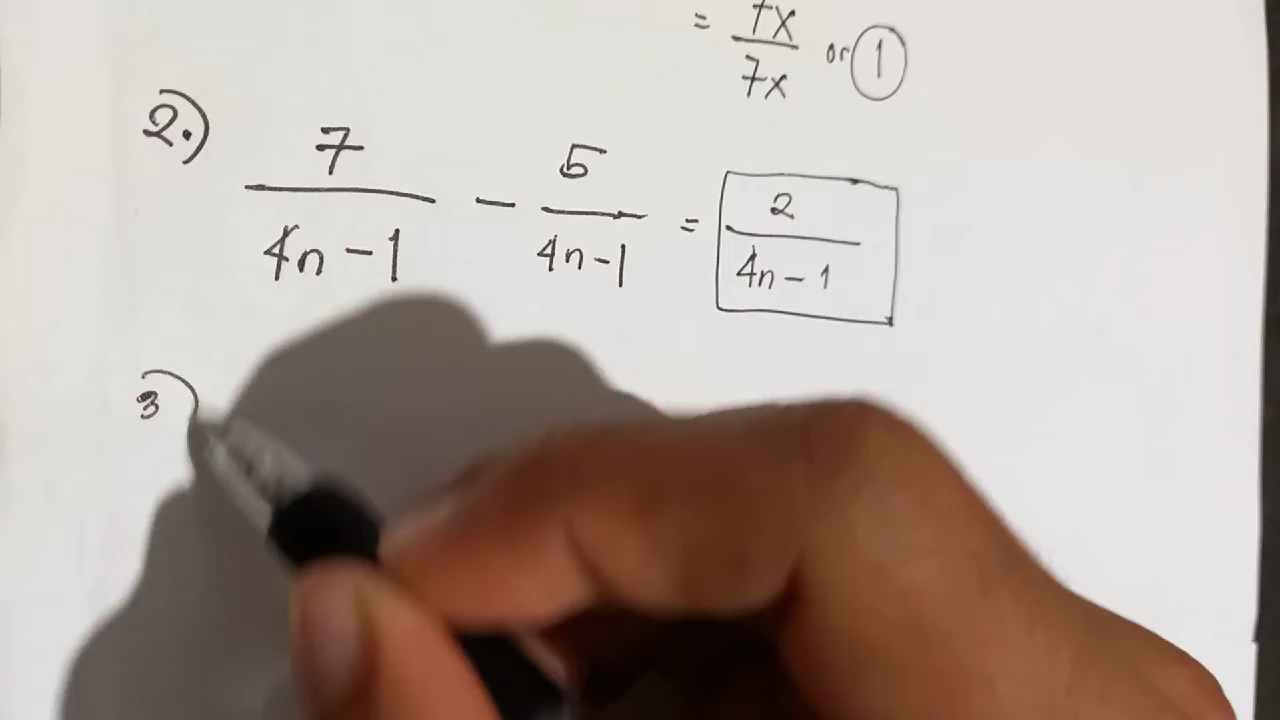 = 7x/7x or 1
2.) 7/4n-1 - 5/4n-1 = 2/4n-1
3)